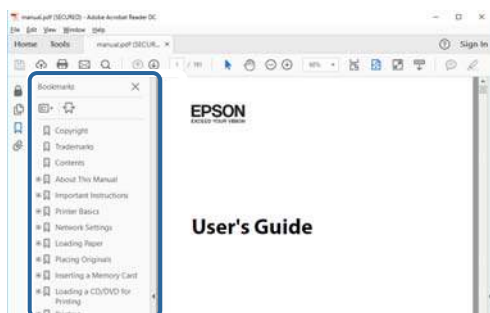 manual.pdf (SECURED) - Adobe Acrobat Reader DC
File Edit View Window Help
Home Tools manual.pdf (SECUR... × Sign In
Bookmarks ×
EPSON
EXCEED YOUR VISION
Copyright
Trademarks
Contents
About This Manual
Important Instructions
Printer Basics
Network Settings
User's Guide
Loading Paper
Placing Originals
Inserting a Memory Card
Loading a CD/DVD for
Printing